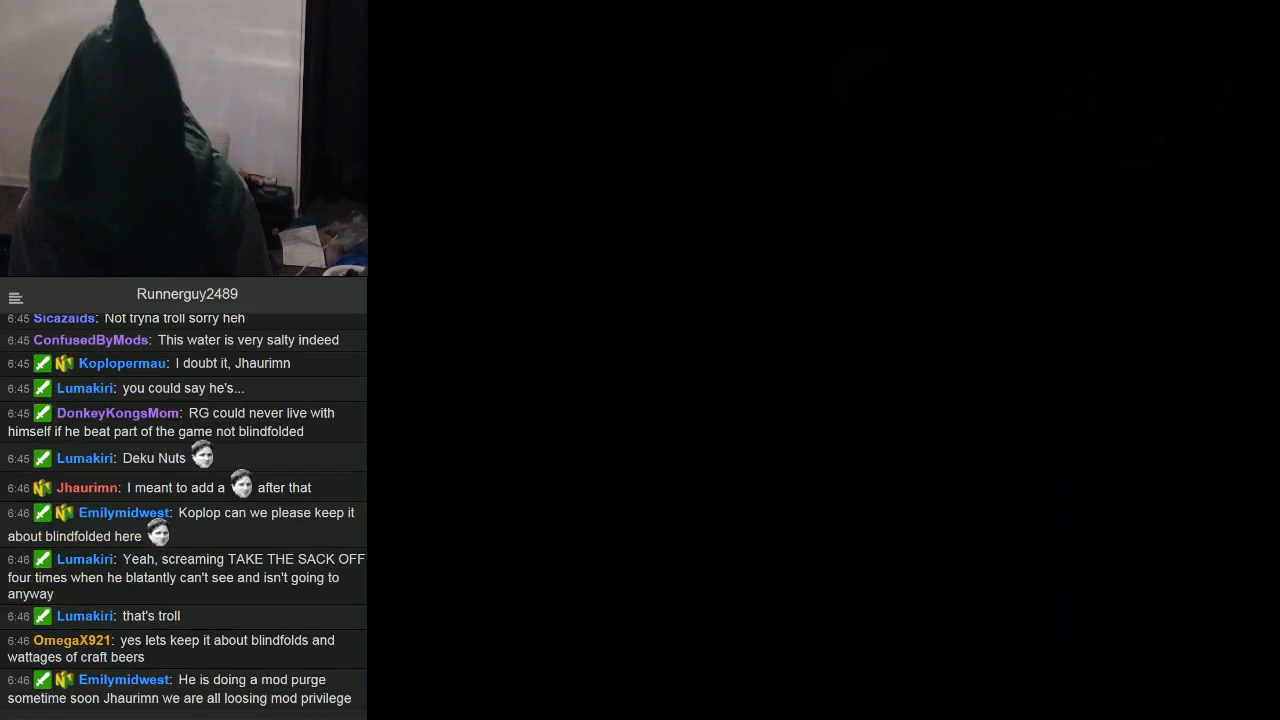 Runnerguy2489
6:45 Sicazaids: Not tryna troll sorry heh
6:45 ConfusedByMods: This water is very salty indeed
6:45 Koplopermau: I doubt it, Jhaurimn
6:45 Lumakiri: you could say he's...
6:45 DonkeyKongsMom: RG could never live with
himself if he beat part of the game not blindfolded
6:45 Lumakiri: Deku Nuts
6:46 Jhaurimn: I meant to add a after that
6:46 Emilymidwest: Koplop can we please keep it
about blindfolded here
6:46 Lumakiri: Yeah, screaming TAKE THE SACK OFF
four times when he blatantly can't see and isn't going to
anyway
6:46 Lumakiri: that's troll
6:46 OmegaX921: yes lets keep it about blindfolds and
wattages of craft beers
6:46 Emilymidwest: He is doing a mod purge
sometime soon Jhaurimn we are all loosing mod privilege